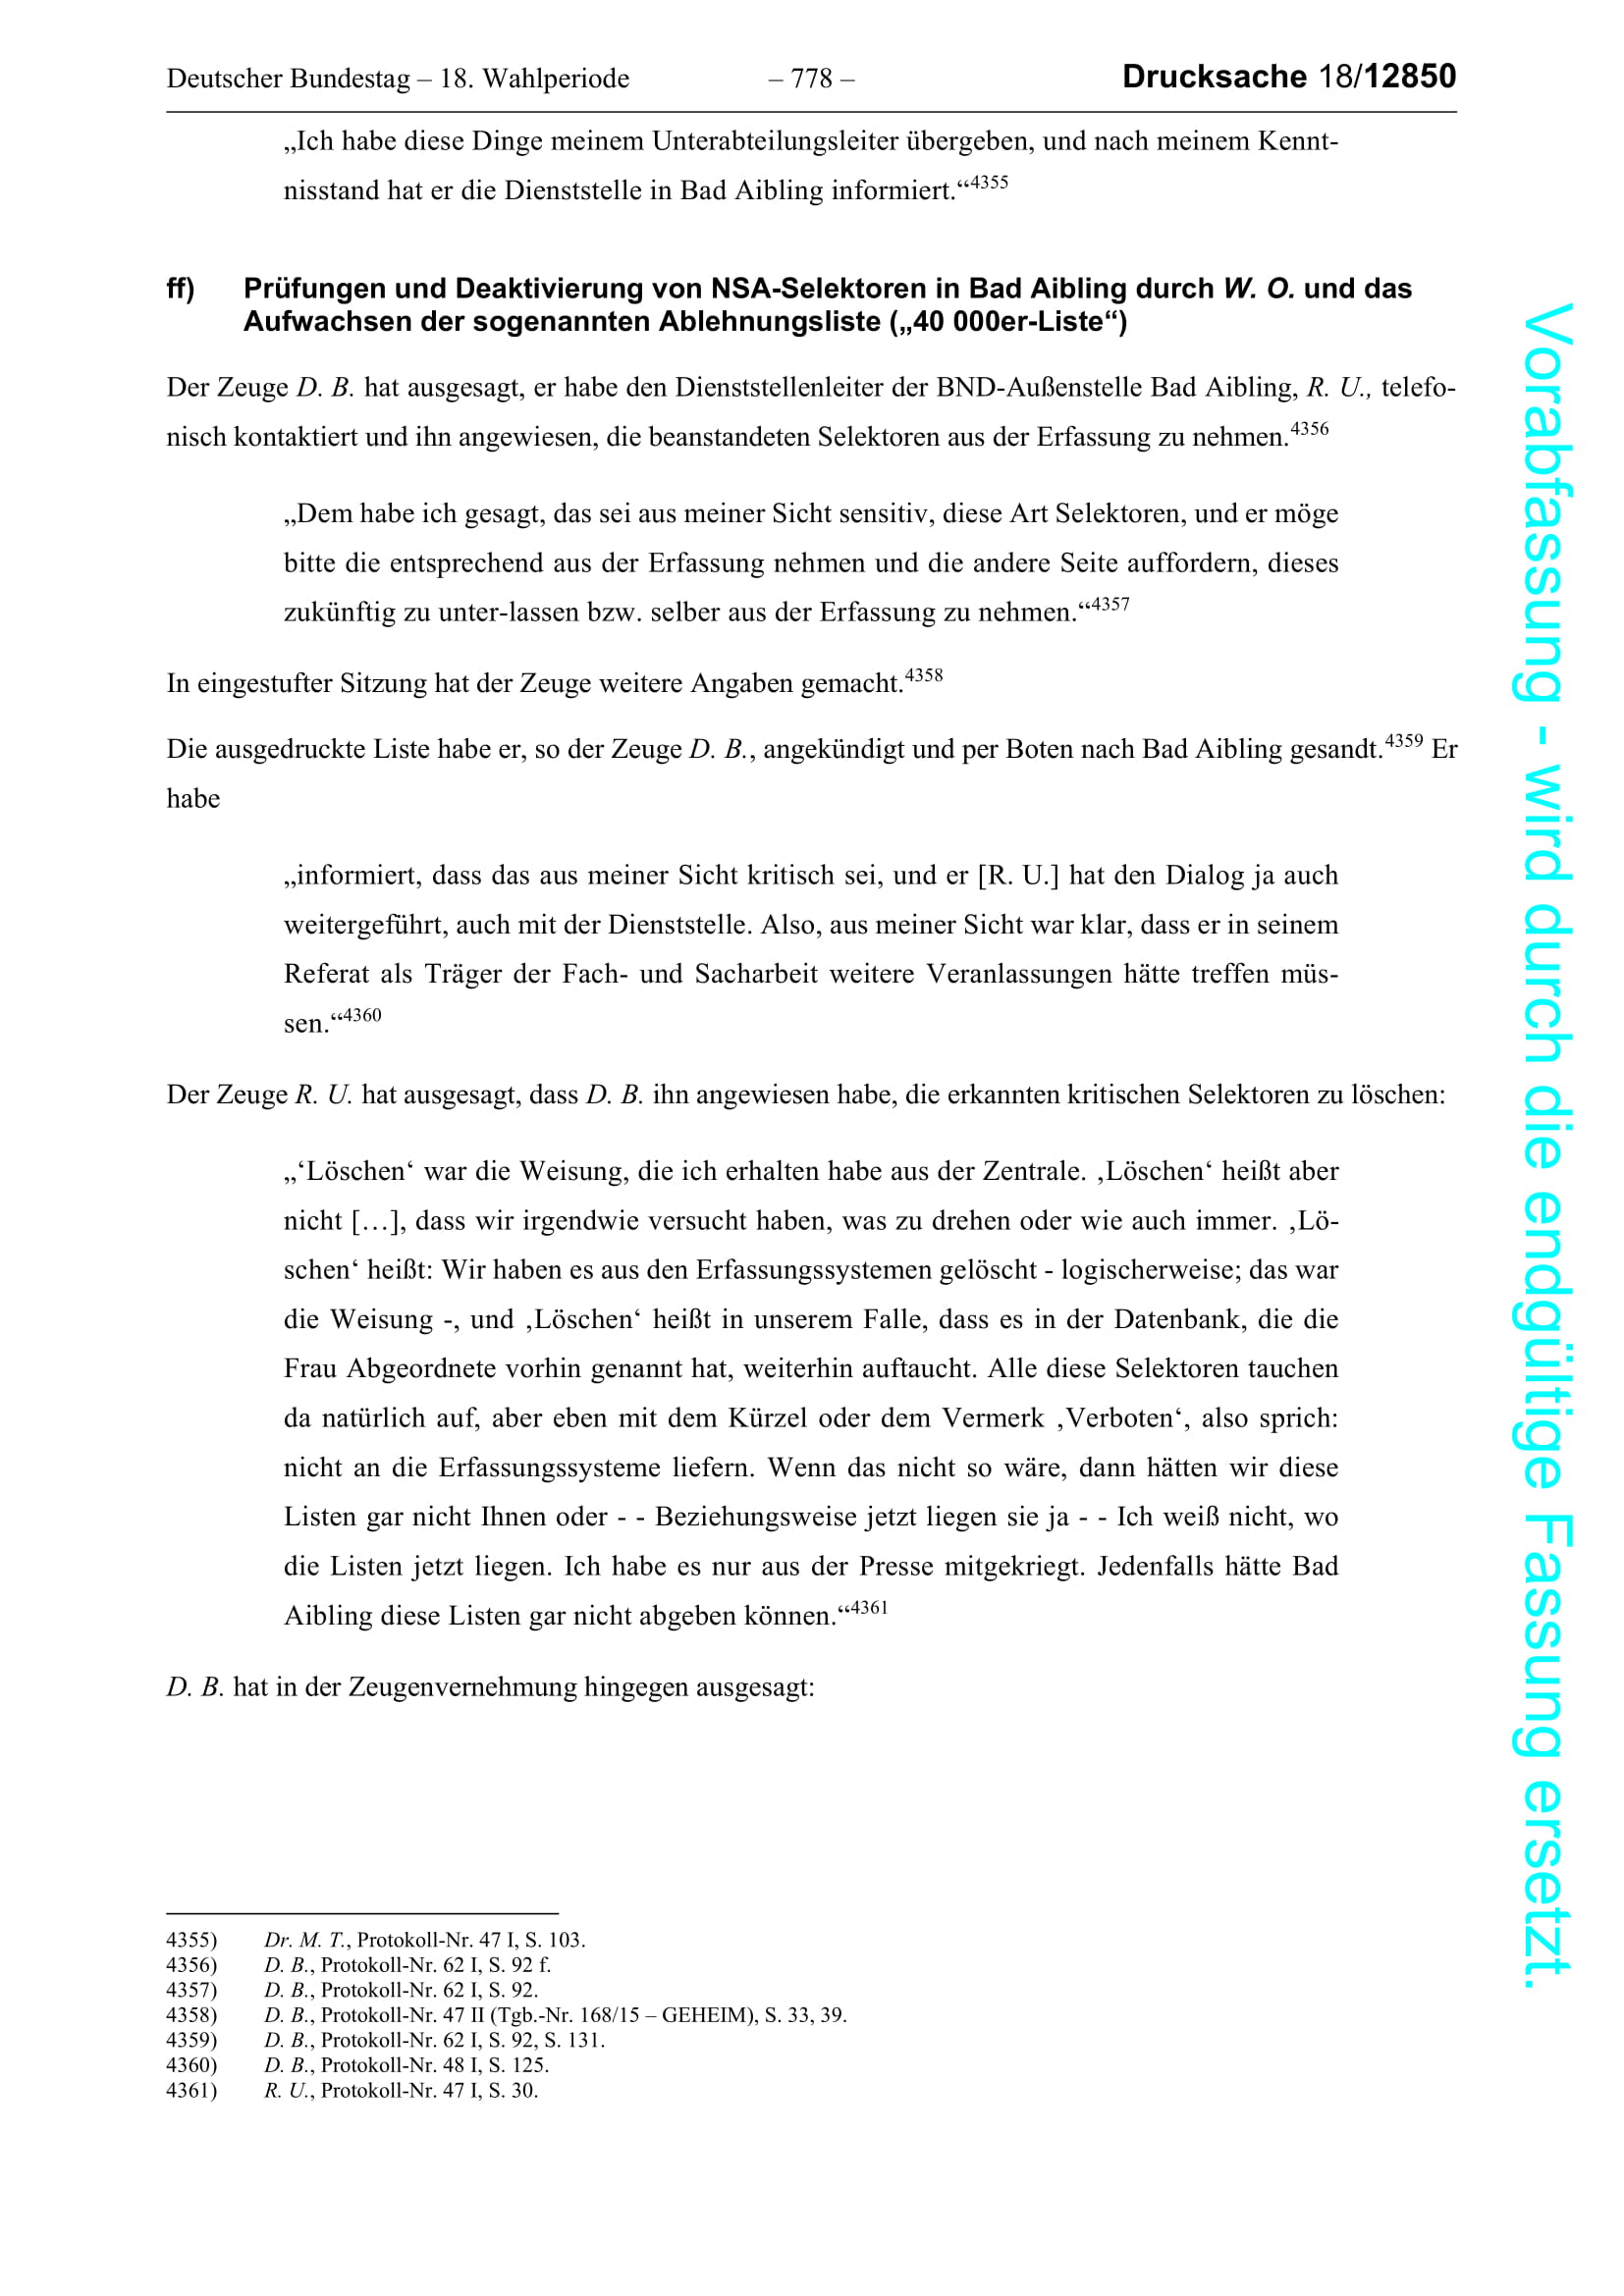 Deutscher Bundestag – 18. Wahlperiode – 778 – Drucksache 18/12850
„Ich habe diese Dinge meinem Unterabteilungsleiter übergeben, und nach meinem Kennt-
nisstand hat er die Dienststelle in Bad Aibling informiert.“4355
ff) Prüfungen und Deaktivierung von NSA-Selektoren in Bad Aibling durch W. O. und das
Aufwachsen der sogenannten Ablehnungsliste („40 000er-Liste“)
Der Zeuge D. B. hat ausgesagt, er habe den Dienststellenleiter der BND-Außenstelle Bad Aibling, R. U., telefo-
nisch kontaktiert und ihn angewiesen, die beanstandeten Selektoren aus der Erfassung zu nehmen.4356
„Dem habe ich gesagt, das sei aus meiner Sicht sensitiv, diese Art Selektoren, und er möge
bitte die entsprechend aus der Erfassung nehmen und die andere Seite auffordern, dieses
zukünftig zu unter-lassen bzw. selber aus der Erfassung zu nehmen.“4357
In eingestufter Sitzung hat der Zeuge weitere Angaben gemacht.4358
Die ausgedruckte Liste habe er, so der Zeuge D. B., angekündigt und per Boten nach Bad Aibling gesandt.4359 Er
habe
„informiert, dass das aus meiner Sicht kritisch sei, und er [R. U.] hat den Dialog ja auch
weitergeführt, auch mit der Dienststelle. Also, aus meiner Sicht war klar, dass er in seinem
Referat als Träger der Fach- und Sacharbeit weitere Veranlassungen hätte treffen müs-
sen.“4360
Der Zeuge R. U. hat ausgesagt, dass D. B. ihn angewiesen habe, die erkannten kritischen Selektoren zu löschen:
„‘Löschen‘ war die Weisung, die ich erhalten habe aus der Zentrale. ‚Löschen‘ heißt aber
nicht […], dass wir irgendwie versucht haben, was zu drehen oder wie auch immer. ‚Lö-
schen‘ heißt: Wir haben es aus den Erfassungssystemen gelöscht - logischerweise; das war
die Weisung -, und ‚Löschen‘ heißt in unserem Falle, dass es in der Datenbank, die die
Frau Abgeordnete vorhin genannt hat, weiterhin auftaucht. Alle diese Selektoren tauchen
da natürlich auf, aber eben mit dem Kürzel oder dem Vermerk ‚Verboten‘, also sprich:
nicht an die Erfassungssysteme liefern. Wenn das nicht so wäre, dann hätten wir diese
Listen gar nicht Ihnen oder - - Beziehungsweise jetzt liegen sie ja - - Ich weiß nicht, wo
die Listen jetzt liegen. Ich habe es nur aus der Presse mitgekriegt. Jedenfalls hätte Bad
Aibling diese Listen gar nicht abgeben können.“4361
D. B. hat in der Zeugenvernehmung hingegen ausgesagt:
4355) Dr. M. T., Protokoll-Nr. 47 I, S. 103.
4356) D. B., Protokoll-Nr. 62 I, S. 92 f.
4357) D. B., Protokoll-Nr. 62 I, S. 92.
4358) D. B., Protokoll-Nr. 47 II (Tgb.-Nr. 168/15 – GEHEIM), S. 33, 39.
4359) D. B., Protokoll-Nr. 62 I, S. 92, S. 131.
4360) D. B., Protokoll-Nr. 48 I, S. 125.
4361) R. U., Protokoll-Nr. 47 I, S. 30.
Vorabfassung - wird durch die endgültige Fassung ersetzt.